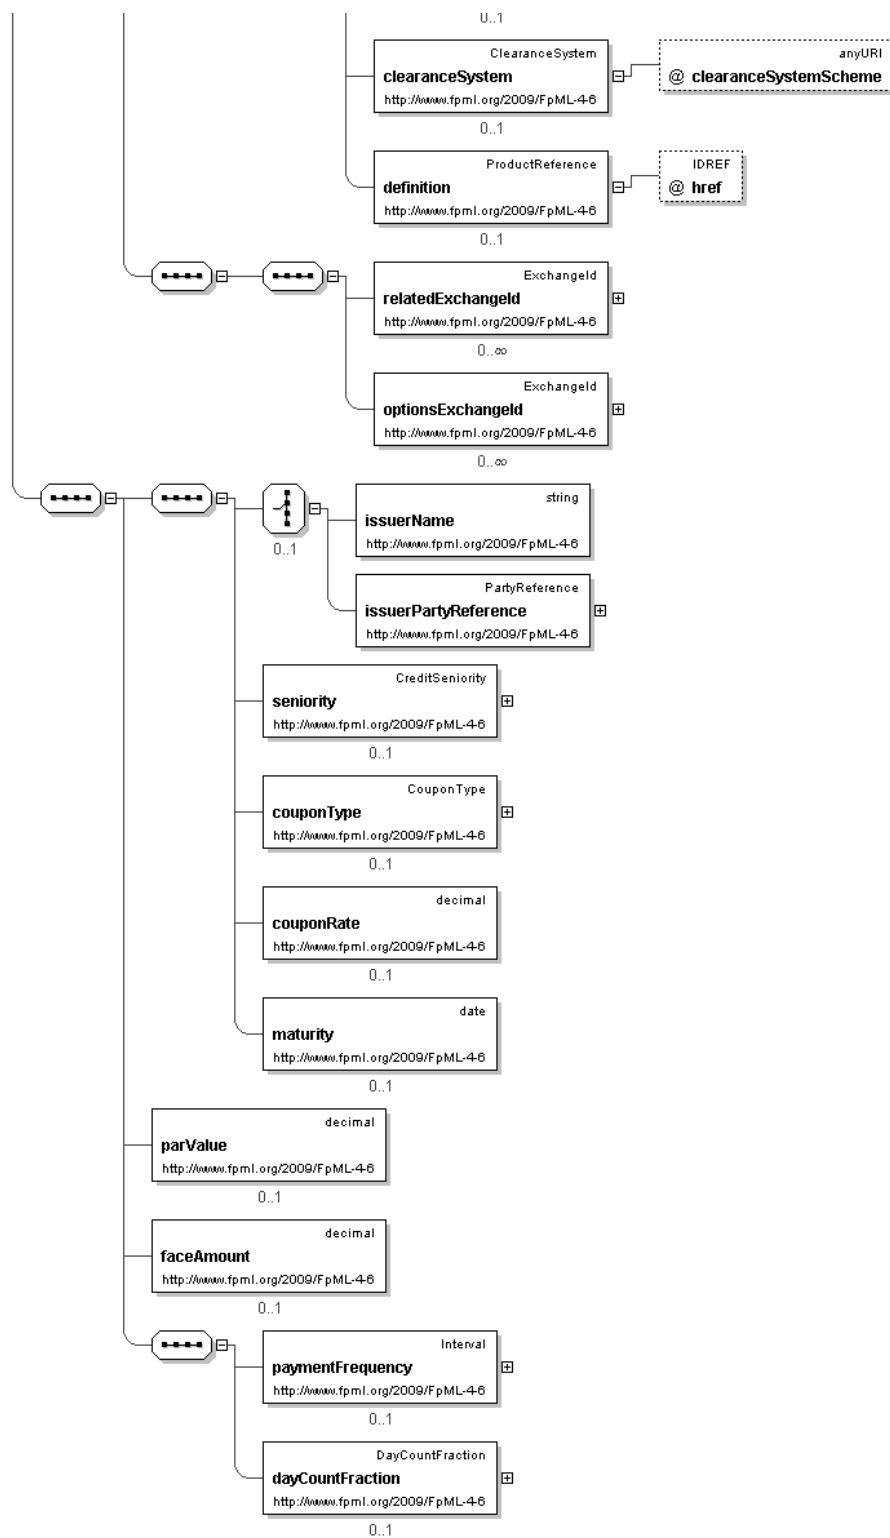 0..1
ClearanceSystem
clearanceSystem
http://www.fpml.org/2009/FpML-4-6
0..1
anyURI
@ clearanceSystemScheme
ProductReference
definition
http://www.fpml.org/2009/FpML-4-6
0..1
IDREF
@ href
ExchangeId
relatedExchangeId
http://www.fpml.org/2009/FpML-4-6
0..∞
ExchangeId
optionsExchangeId
http://www.fpml.org/2009/FpML-4-6
0..∞
0..1
string
issuerName
http://www.fpml.org/2009/FpML-4-6
PartyReference
issuerPartyReference
http://www.fpml.org/2009/FpML-4-6
CreditSeniority
seniority
http://www.fpml.org/2009/FpML-4-6
0..1
CouponType
couponType
http://www.fpml.org/2009/FpML-4-6
0..1
decimal
couponRate
http://www.fpml.org/2009/FpML-4-6
0..1
date
maturity
http://www.fpml.org/2009/FpML-4-6
0..1
decimal
parValue
http://www.fpml.org/2009/FpML-4-6
0..1
decimal
faceAmount
http://www.fpml.org/2009/FpML-4-6
0..1
Interval
paymentFrequency
http://www.fpml.org/2009/FpML-4-6
0..1
DayCountFraction
dayCountFraction
http://www.fpml.org/2009/FpML-4-6
0..1